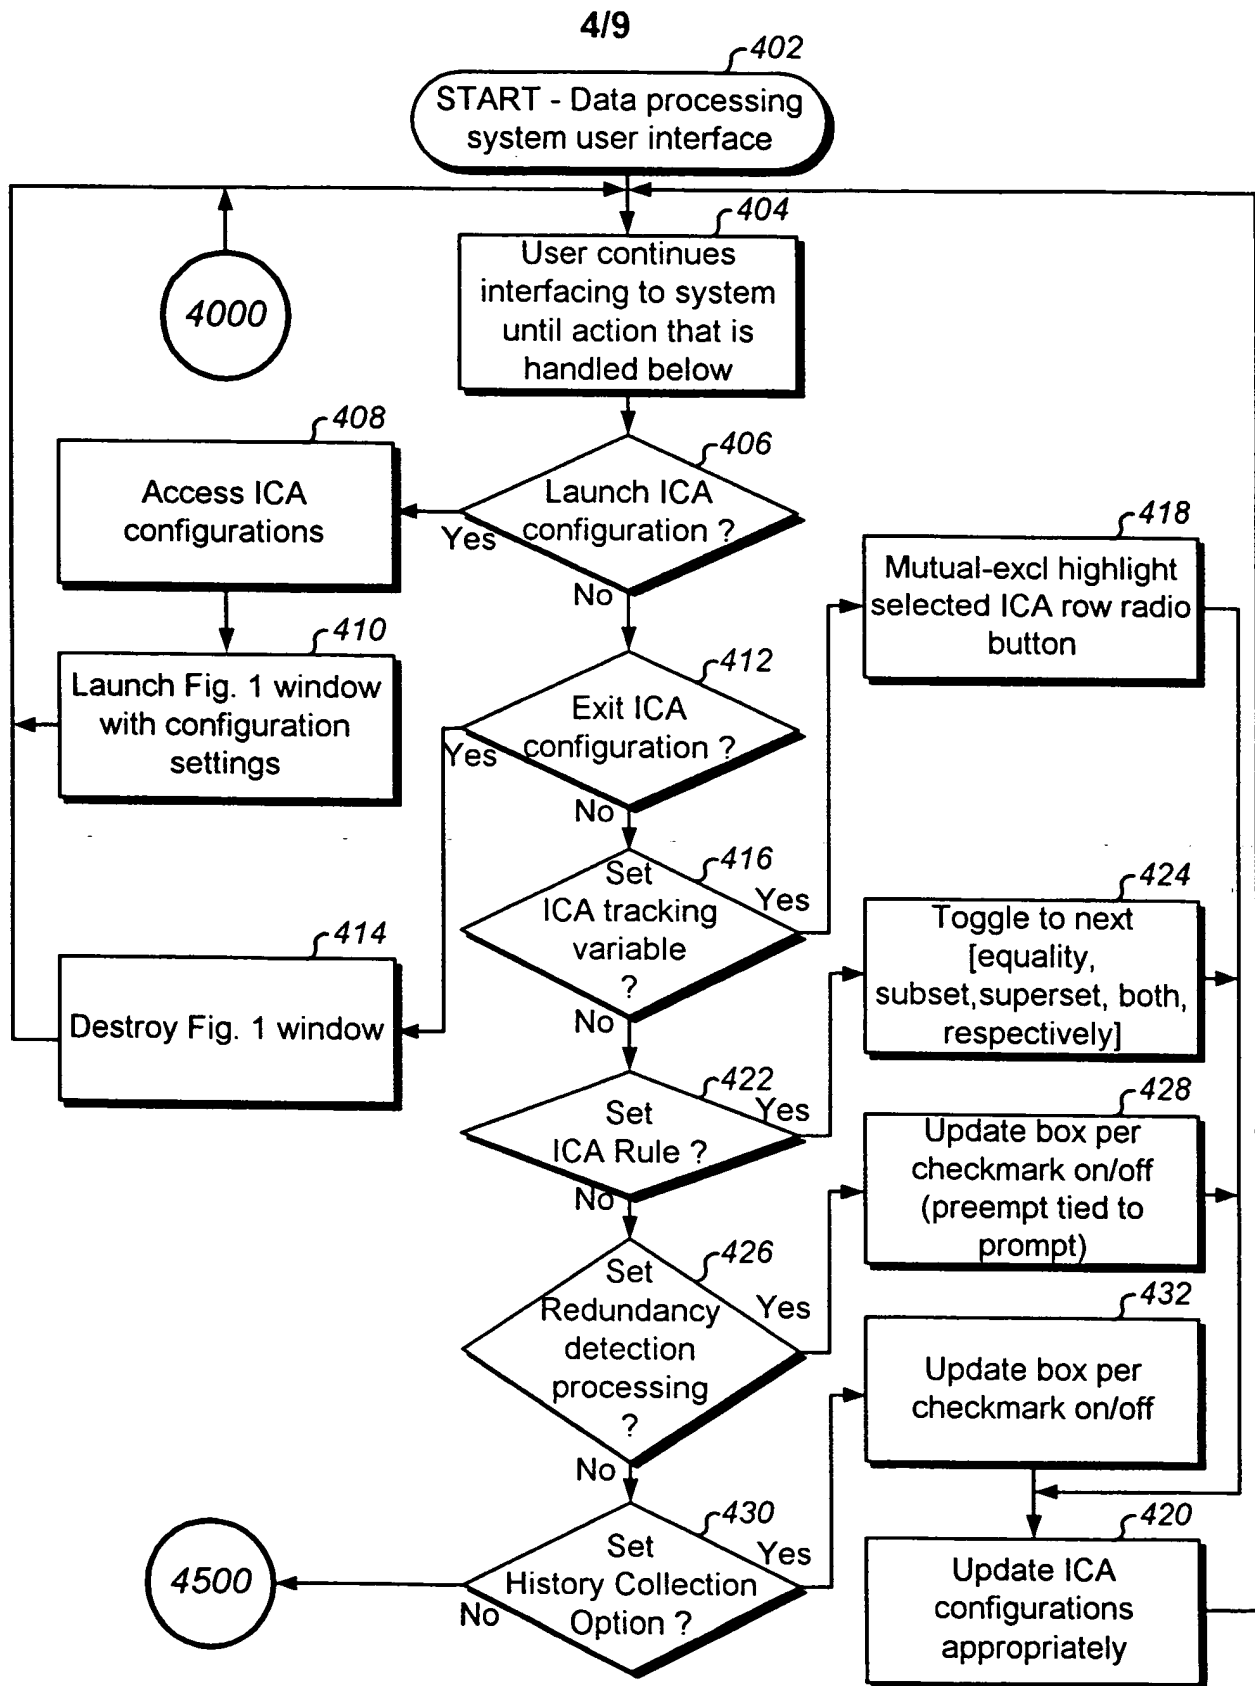 4/9
402
START - Data processing
system user interface
404
User continues
interfacing to system
until action that is
handled below
4000
408
Access ICA
configurations
406
Launch ICA
configuration ?
Yes
No
410
Launch Fig. 1 window
with configuration
settings
412
Exit ICA
configuration ?
Yes
No
418
Mutual-excl highlight
selected ICA row radio
button
416
Set
ICA tracking
variable
?
Yes
No
414
Destroy Fig. 1 window
424
Toggle to next
[equality,
subset,superset, both,
respectively]
422
Set
ICA Rule ?
Yes
No
428
Update box per
checkmark on/off
(preempt tied to
prompt)
426
Set
Redundancy
detection
processing
?
Yes
No
432
Update box per
checkmark on/off
430
Set
History Collection
Option ?
Yes
No
4500
420
Update ICA
configurations
appropriately